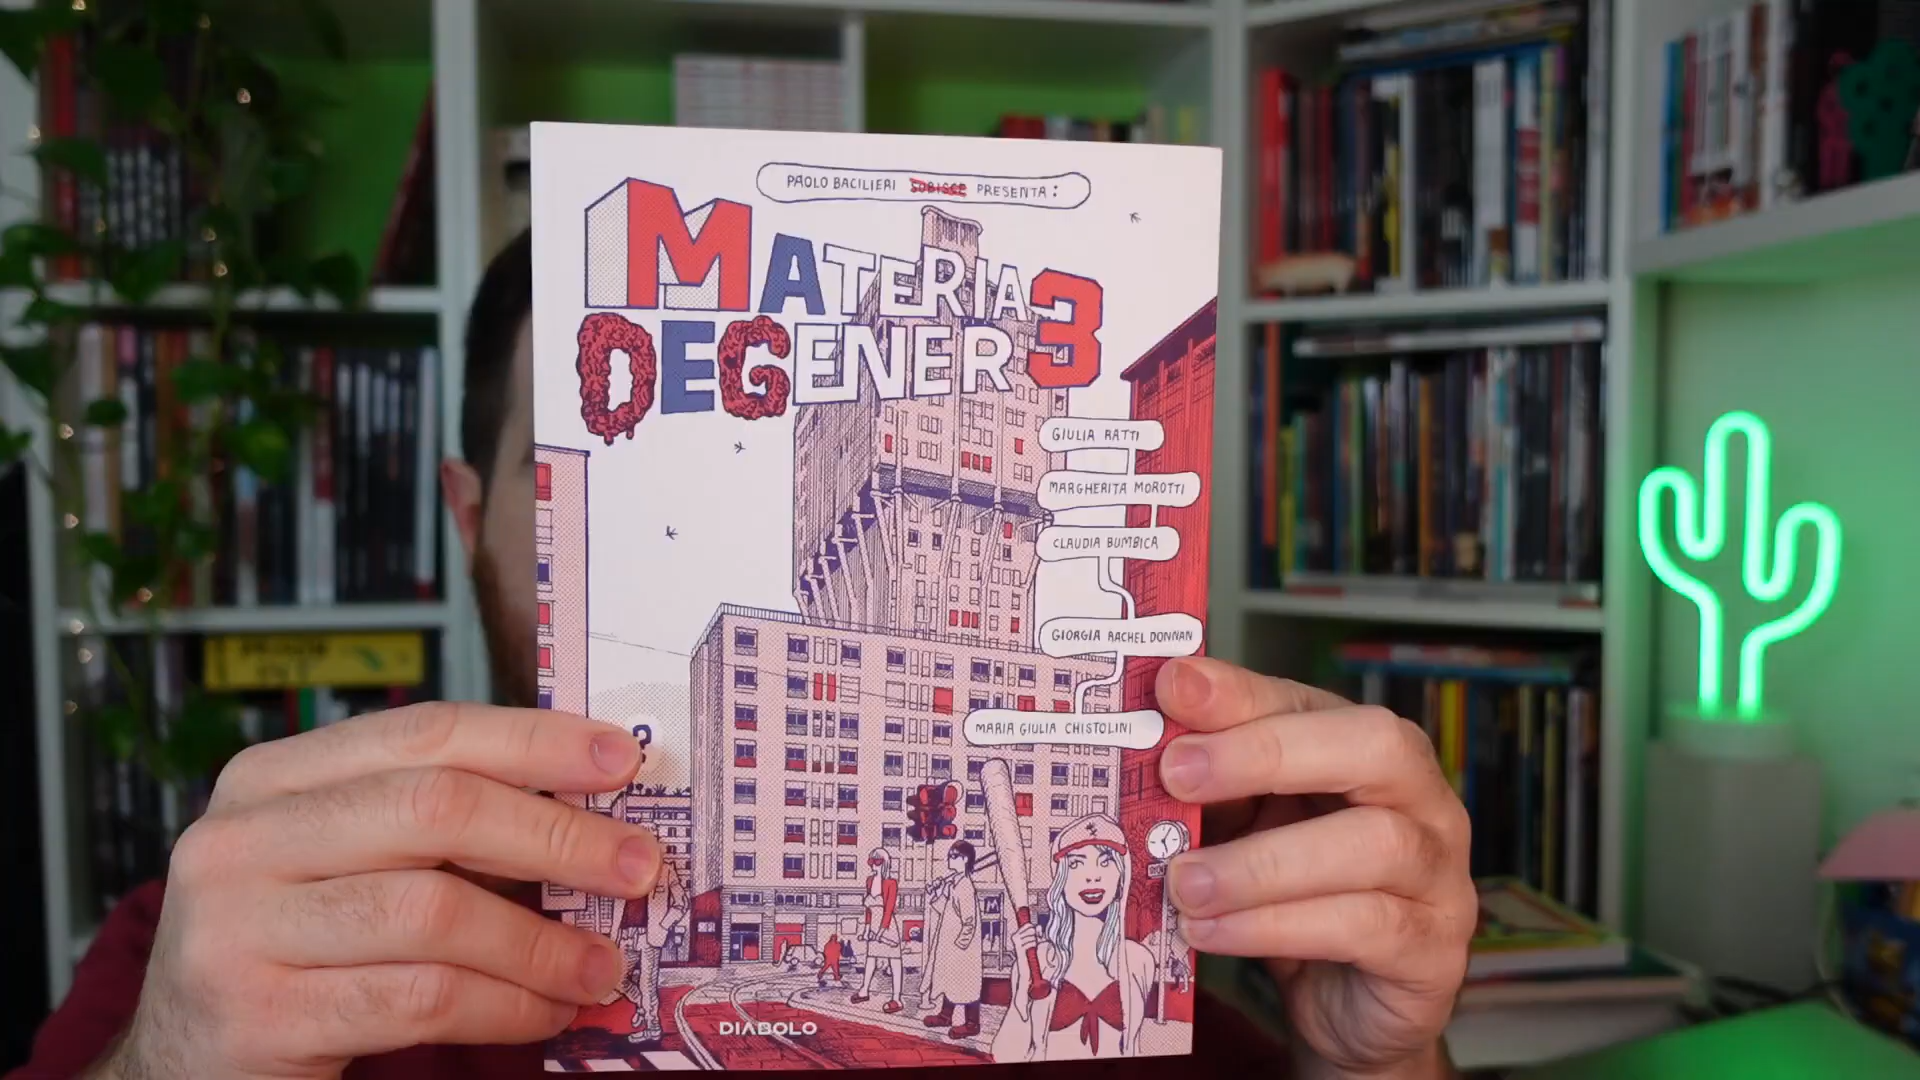 PAOLO BACILIERI SUBISCE PRESENTA:
MATERIA
DEGENER3
GIULIA RATTI
MARGHERITA MOROTTI
CLAUDIA BUMBICA
GIORGIA RACHEL DONNAN
MARIA GIULIA CHISTOLINI
?
M
DIABOLO